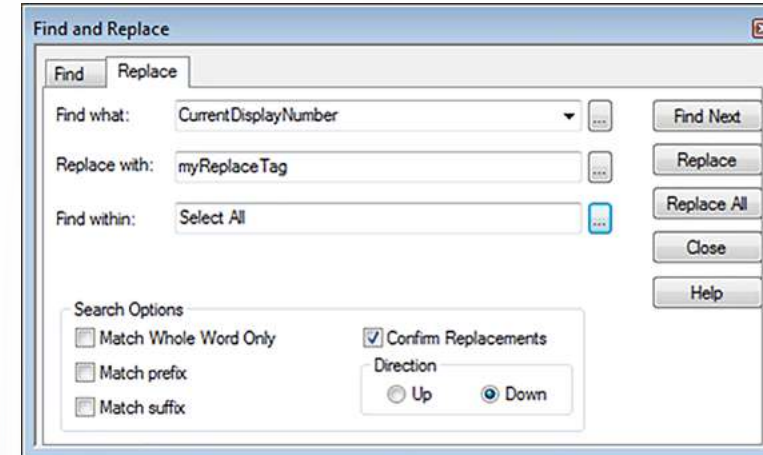 Find and Replace
Find Replace
Find what: CurrentDisplayNumber ... Find Next
Replace with: myReplaceTag ... Replace
Find within: Select All ... Replace All
Close
Help
Search Options
Match Whole Word Only Confirm Replacements
Match prefix Direction
Up Down
Match suffix